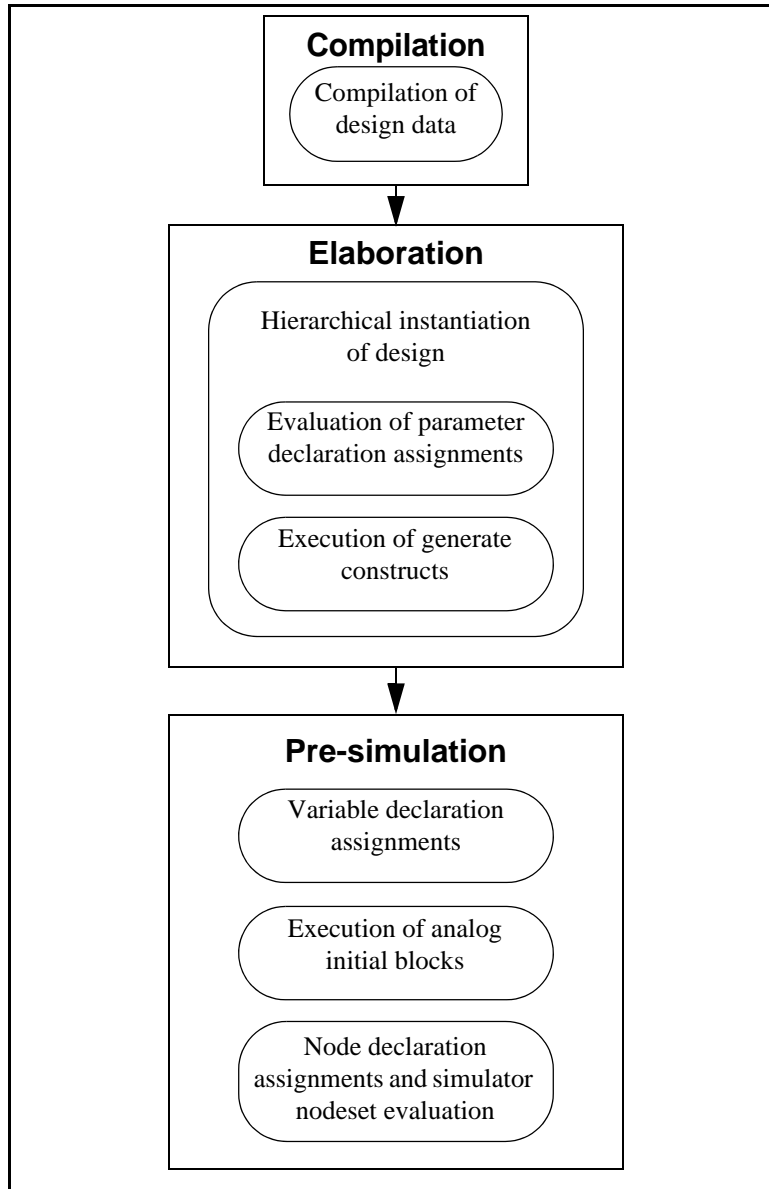 Compilation
Compilation of
design data
Elaboration
Hierarchical instantiation
of design
Evaluation of parameter
declaration assignments
Execution of generate
constructs
Pre-simulation
Variable declaration
assignments
Execution of analog
initial blocks
Node declaration
assignments and simulator
nodeset evaluation